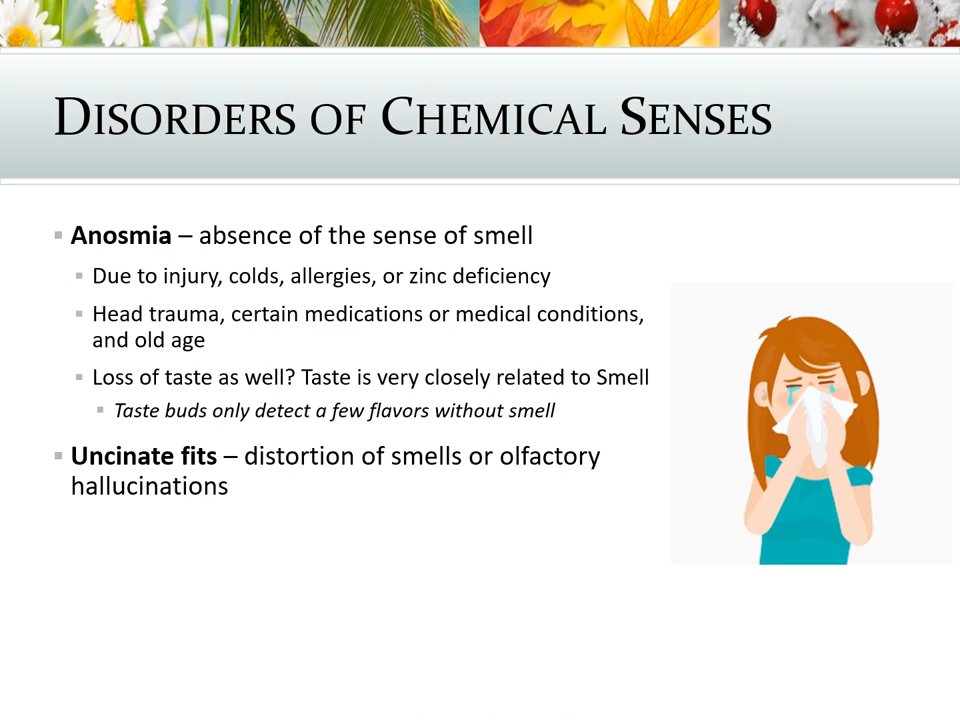 Disorders of Chemical Senses
Anosmia – absence of the sense of smell
Due to injury, colds, allergies, or zinc deficiency
Head trauma, certain medications or medical conditions,
and old age
Loss of taste as well? Taste is very closely related to Smell
Taste buds only detect a few flavors without smell
Uncinate fits – distortion of smells or olfactory
hallucinations